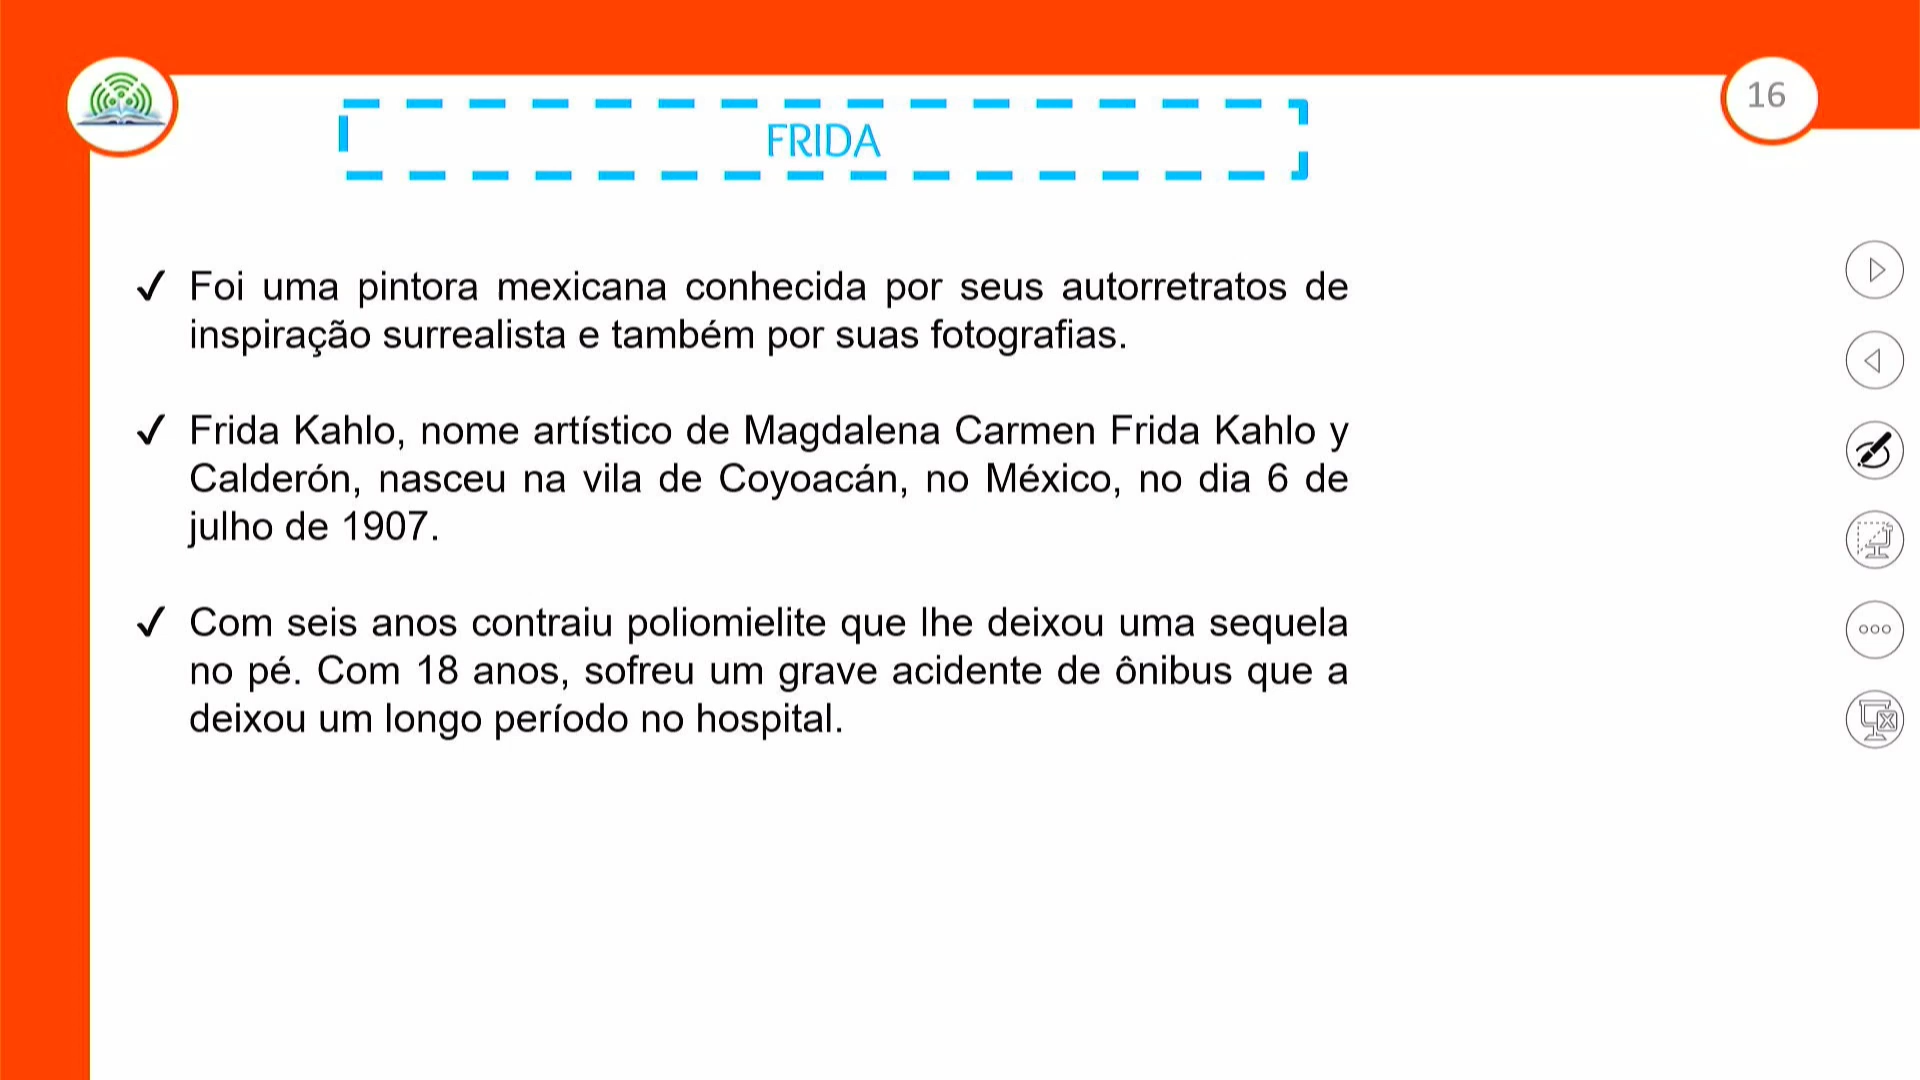 16
FRIDA
✓ Foi uma pintora mexicana conhecida por seus autorretratos de
inspiração surrealista e também por suas fotografias.
✓ Frida Kahlo, nome artístico de Magdalena Carmen Frida Kahlo y
Calderón, nasceu na vila de Coyoacán, no México, no dia 6 de
julho de 1907.
✓ Com seis anos contraiu poliomielite que lhe deixou uma sequela
no pé. Com 18 anos, sofreu um grave acidente de ônibus que a
deixou um longo período no hospital.